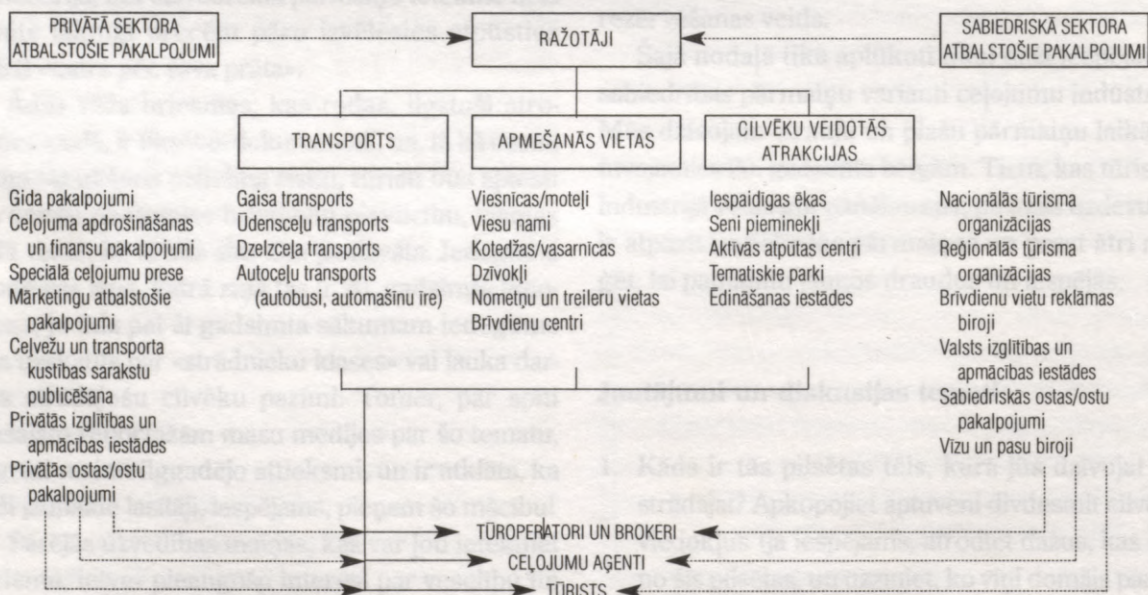 PRIVĀTĀ SEKTORA
ATBALSTOŠIE PAKALPOJUMI
RAŽOTĀJI
SABIEDRISKĀ SEKTORA
ATBALSTOŠIE PAKALPOJUMI
TRANSPORTS
APMEŠANĀS VIETAS
CILVĒKU VEIDOTĀS
ATRAKCIJAS
Gida pakalpojumi
Ceļojumu apdrošināšanas
un finansu pakalpojumi
Speciālā ceļojumu prese
Mārketingu atbalstošie
pakalpojumi
Ceļvežu un transporta
kustības sarakstu
publicēšana
Privātās izglītības un
apmācības iestādes
Privātās ostas/ostu
pakalpojumi
Gaisa transports
Ūdensceļu transports
Dzelzceļa transports
Autoceļu transports
(autobusi, automašīnu īre)
Viesnīcas/moteļi
Viesu nami
Kotedžas/vasarnīcas
Dzīvokļi
Nometņu un treileru vietas
Brīvdienu centri
Iespaidīgas ēkas
Seni pieminekļi
Aktīvās atpūtas centri
Tematiskie parki
Ēdināšanas iestādes
Nacionālās tūrisma
organizācijas
Reģionālās tūrisma
organizācijas
Brīvdienu vietu reklāmas
biroji
Valsts izglītības un
apmācības iestādes
Sabiedriskās ostas/ostu
pakalpojumi
Vīzu un pasu biroji
TŪROPERATORI UN BROKERI
CEĻOJUMU AĢENTI
TŪRISTS